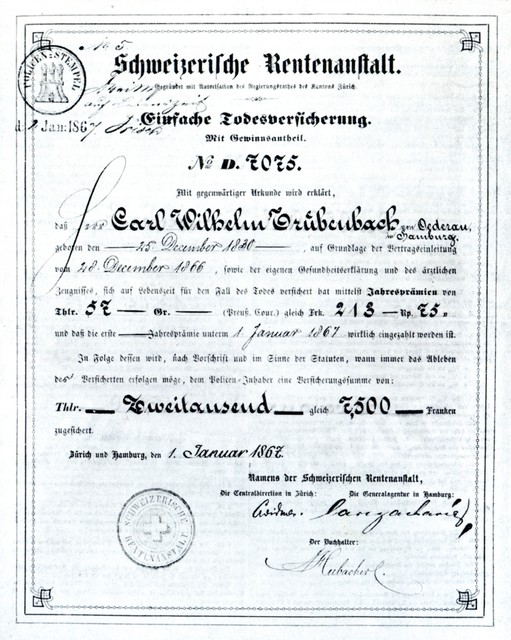 No. 5.
POLICEN-STEMPEL
Schweizerische Rentenanstalt.
Gegründet mit Autorisation des Regierungsrathes des Kantons Zürich.
Jan: 1867
Einfache Todesversicherung.
Mit Gewinnsantheil.
No. D. 7075.
Mit gegenwärtiger Urkunde wird erklärt,
daß Herr Carl Wilhelm Trübenbach von Oederau, in Hamburg,
geboren den 25 December 1830, auf Grundlage der Vertragseinleitung
vom 28 December 1866, sowie der eigenen Gesundheitserklärung und des ärztlichen
Zeugnisses, sich auf Lebenszeit für den Fall des Todes versichert hat mittelst Jahresprämien von
Thlr. 57 — Gr. — (Preuß. Cour.) gleich Frk. 213 — Rp. 75 „
und daß die erste — Jahresprämie unterm 1 Januar 1867 wirklich eingezahlt worden ist.
In Folge dessen wird, nach Vorschrift und im Sinne der Statuten, wann immer das Ableben
des Versicherten erfolgen möge, dem Policen-Inhaber eine Versicherungssumme von:
Thlr. — Zweitausend — gleich 7,500 — Franken
zugesichert.
Zürich und Hamburg, den 1. Januar 1867.
Namens der Schweizerischen Rentenanstalt,
Die Centraldirection in Zürich: Die Generalagentur in Hamburg:
SCHWEIZERISCHE RENTENANSTALT
Der Buchhalter: